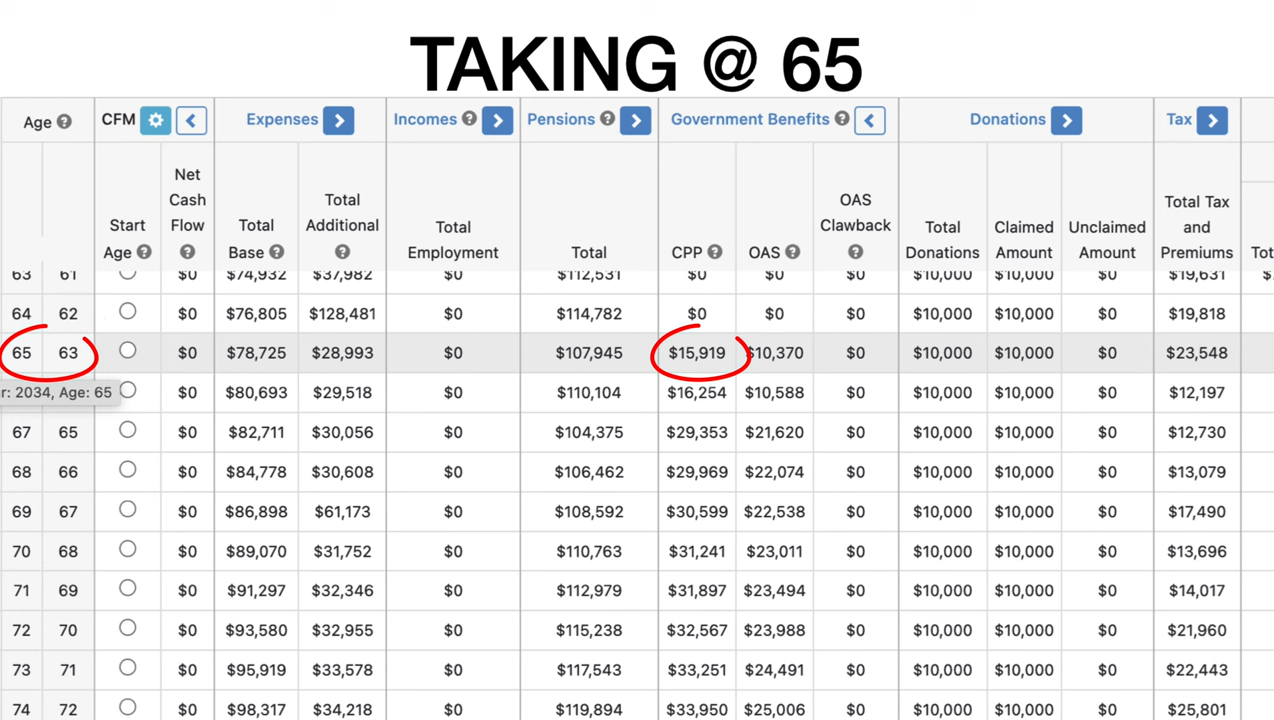 TAKING @ 65
Age ? CFM Expenses Incomes ? Pensions ? Government Benefits ? Donations Tax
Start Age ? Net Cash Flow ? Total Base ? Total Additional ? Total Employment Total CPP ? OAS ? OAS Clawback ? Total Donations Claimed Amount Unclaimed Amount Total Tax and Premiums
63 61 $0 $74,932 $37,982 $0 $112,531 $0 $0 $0 $10,000 $10,000 $0 $19,631
64 62 $0 $76,805 $128,481 $0 $114,782 $0 $0 $0 $10,000 $10,000 $0 $19,818
65 63 $0 $78,725 $28,993 $0 $107,945 $15,919 $10,370 $0 $10,000 $10,000 $0 $23,548
r: 2034, Age: 65 $0 $80,693 $29,518 $0 $110,104 $16,254 $10,588 $0 $10,000 $10,000 $0 $12,197
67 65 $0 $82,711 $30,056 $0 $104,375 $29,353 $21,620 $0 $10,000 $10,000 $0 $12,730
68 66 $0 $84,778 $30,608 $0 $106,462 $29,969 $22,074 $0 $10,000 $10,000 $0 $13,079
69 67 $0 $86,898 $61,173 $0 $108,592 $30,599 $22,538 $0 $10,000 $10,000 $0 $17,490
70 68 $0 $89,070 $31,752 $0 $110,763 $31,241 $23,011 $0 $10,000 $10,000 $0 $13,696
71 69 $0 $91,297 $32,346 $0 $112,979 $31,897 $23,494 $0 $10,000 $10,000 $0 $14,017
72 70 $0 $93,580 $32,955 $0 $115,238 $32,567 $23,988 $0 $10,000 $10,000 $0 $21,960
73 71 $0 $95,919 $33,578 $0 $117,543 $33,251 $24,491 $0 $10,000 $10,000 $0 $22,443
74 72 $0 $98,317 $34,218 $0 $119,894 $33,950 $25,006 $0 $10,000 $10,000 $0 $25,801